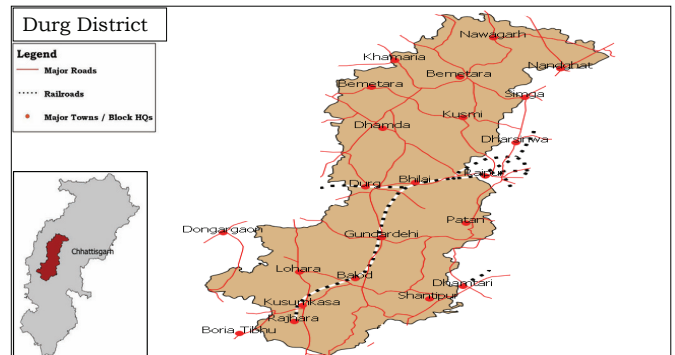 Durg District
Legend
Major Roads
Railroads
Major Towns / Block HQs
Chhattisgarh
Nawagarh
Khamaria
Nandghat
Bemetara
Bemetara
Simga
Kusmi
Dhamda
Dharsiwa
Raipur
Bhilai
Durg
Patan
Dongargaon
Gundardehi
Lohara
Balod
Dhamtari
Shantipur
Kusumkasa
Rajhara
Boria Tibhu